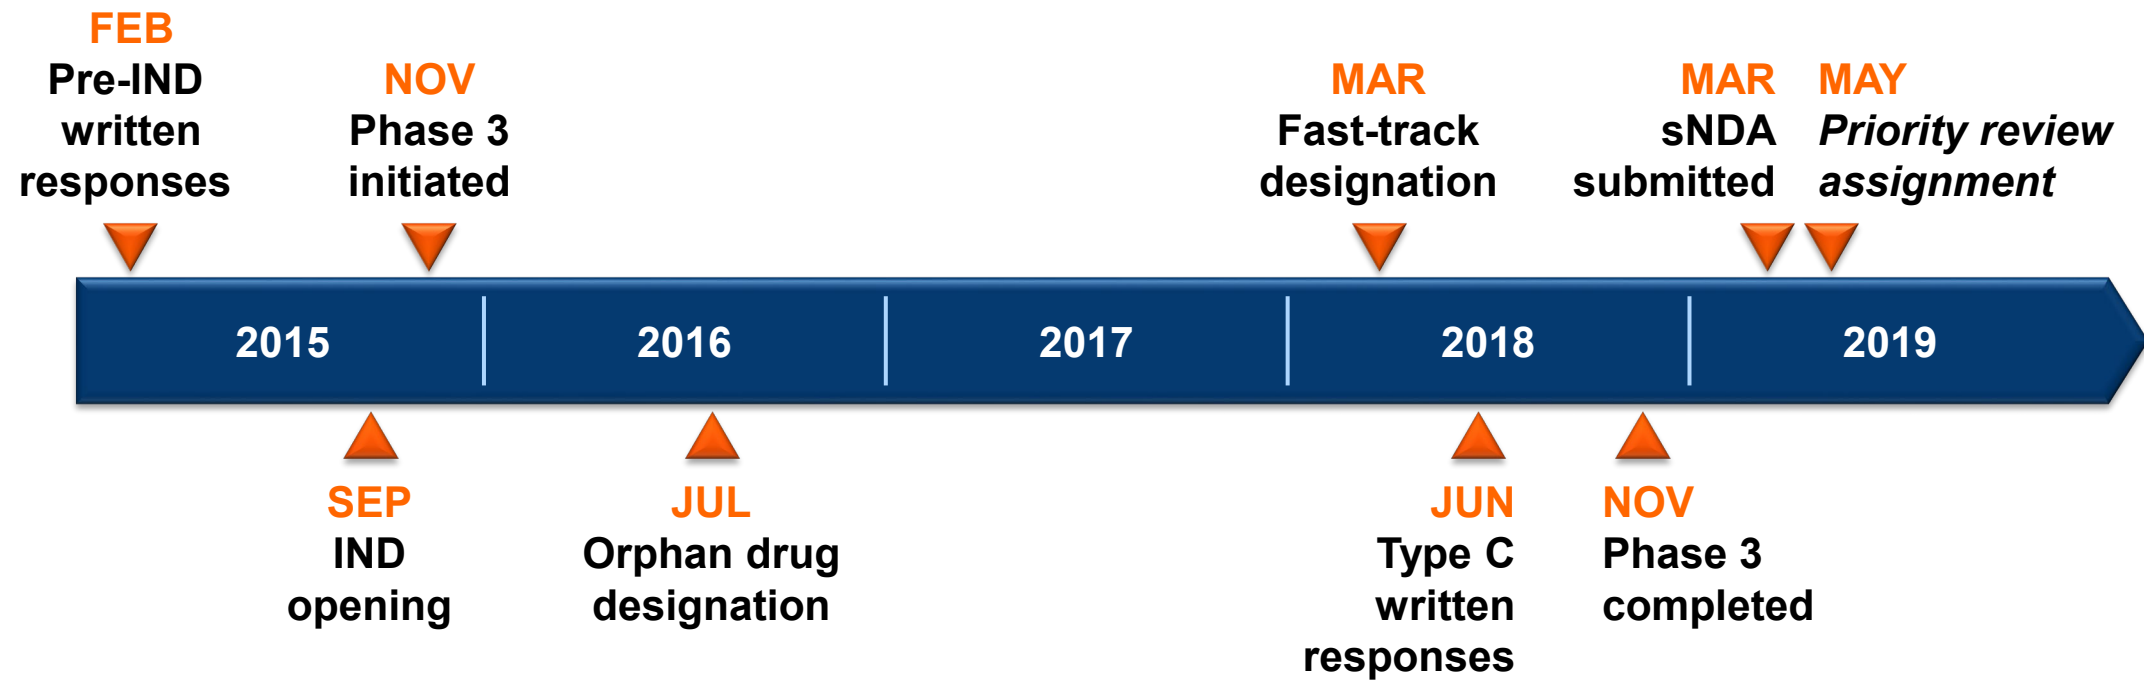 FEB
Pre-IND
written
responses
NOV
Phase 3
initiated
MAR
Fast-track
designation
MAR
sNDA
submitted
MAY
Priority review
assignment
2015
2016
2017
2018
2019
SEP
IND
opening
JUL
Orphan drug
designation
JUN
Type C
written
responses
NOV
Phase 3
completed